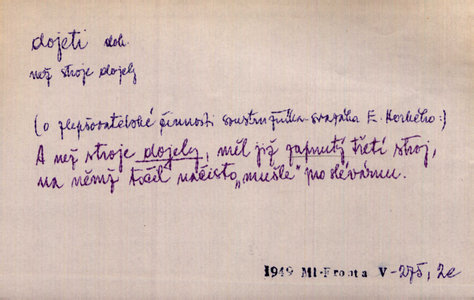 dojeti dok.
než stroje dojely
(o zlepšovatelské činnosti soustružníka-svazáka E. Horkého:)
A než stroje dojely, měl již zapnutý třetí stroj,
na němž točil načisto „mušle" po slévárnu.
1949 Ml-Fronta V-275, 2c